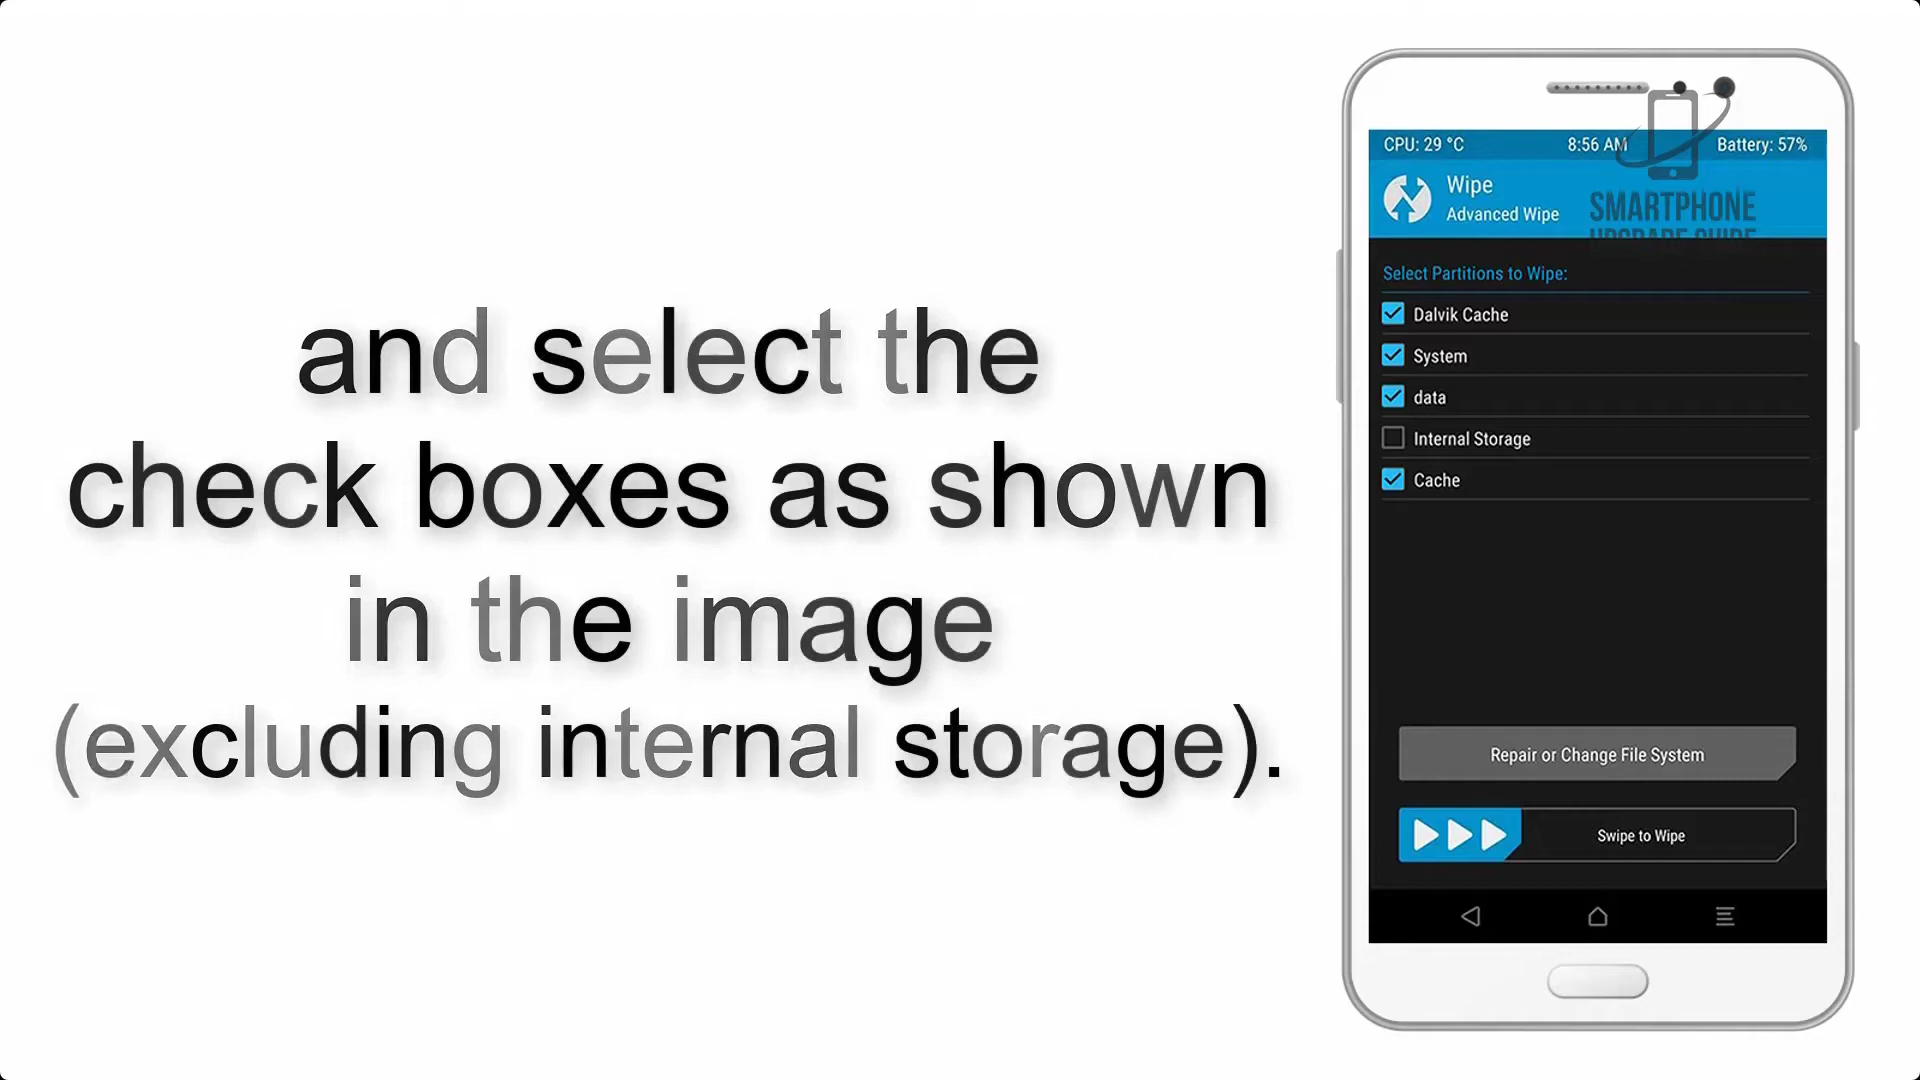 and select the
check boxes as shown
in the image
(excluding internal storage).
CPU: 29 °C 8:56 AM Battery: 57%
Wipe
Advanced Wipe
SMARTPHONE
UPGRADE GUIDE
Select Partitions to Wipe:
Dalvik Cache
System
data
Internal Storage
Cache
Repair or Change File System
Swipe to Wipe